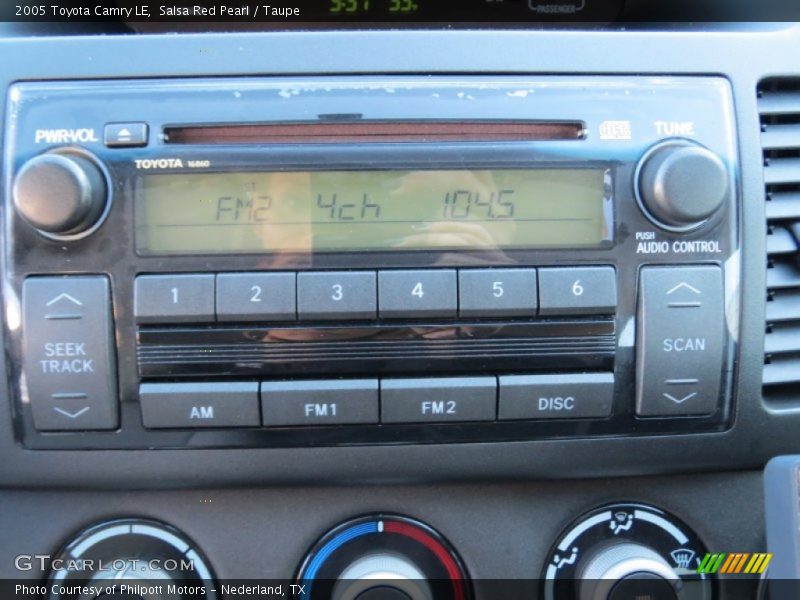 2005 Toyota Camry LE, Salsa Red Pearl / Taupe
PASSENGER
PWR•VOL
TUNE
TOYOTA 16860
FM2 4ch 104.5
PUSH
AUDIO CONTROL
1 2 3 4 5 6
SEEK
TRACK
SCAN
AM FM1 FM2 DISC
GTCARLOT.COM
Photo Courtesy of Philpott Motors - Nederland, TX